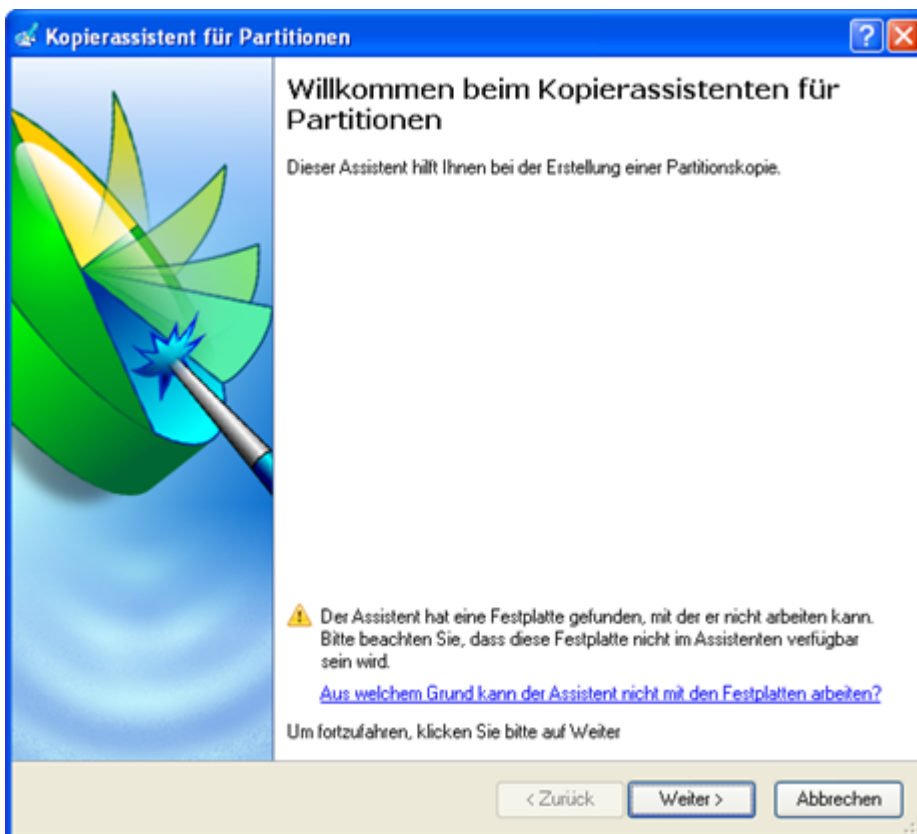 Kopierassistent für Partitionen
Willkommen beim Kopierassistenten für
Partitionen
Dieser Assistent hilft Ihnen bei der Erstellung einer Partitionskopie.
Der Assistent hat eine Festplatte gefunden, mit der er nicht arbeiten kann.
Bitte beachten Sie, dass diese Festplatte nicht im Assistenten verfügbar
sein wird.
Aus welchem Grund kann der Assistent nicht mit den Festplatten arbeiten?
Um fortzufahren, klicken Sie bitte auf Weiter
< Zurück Weiter > Abbrechen